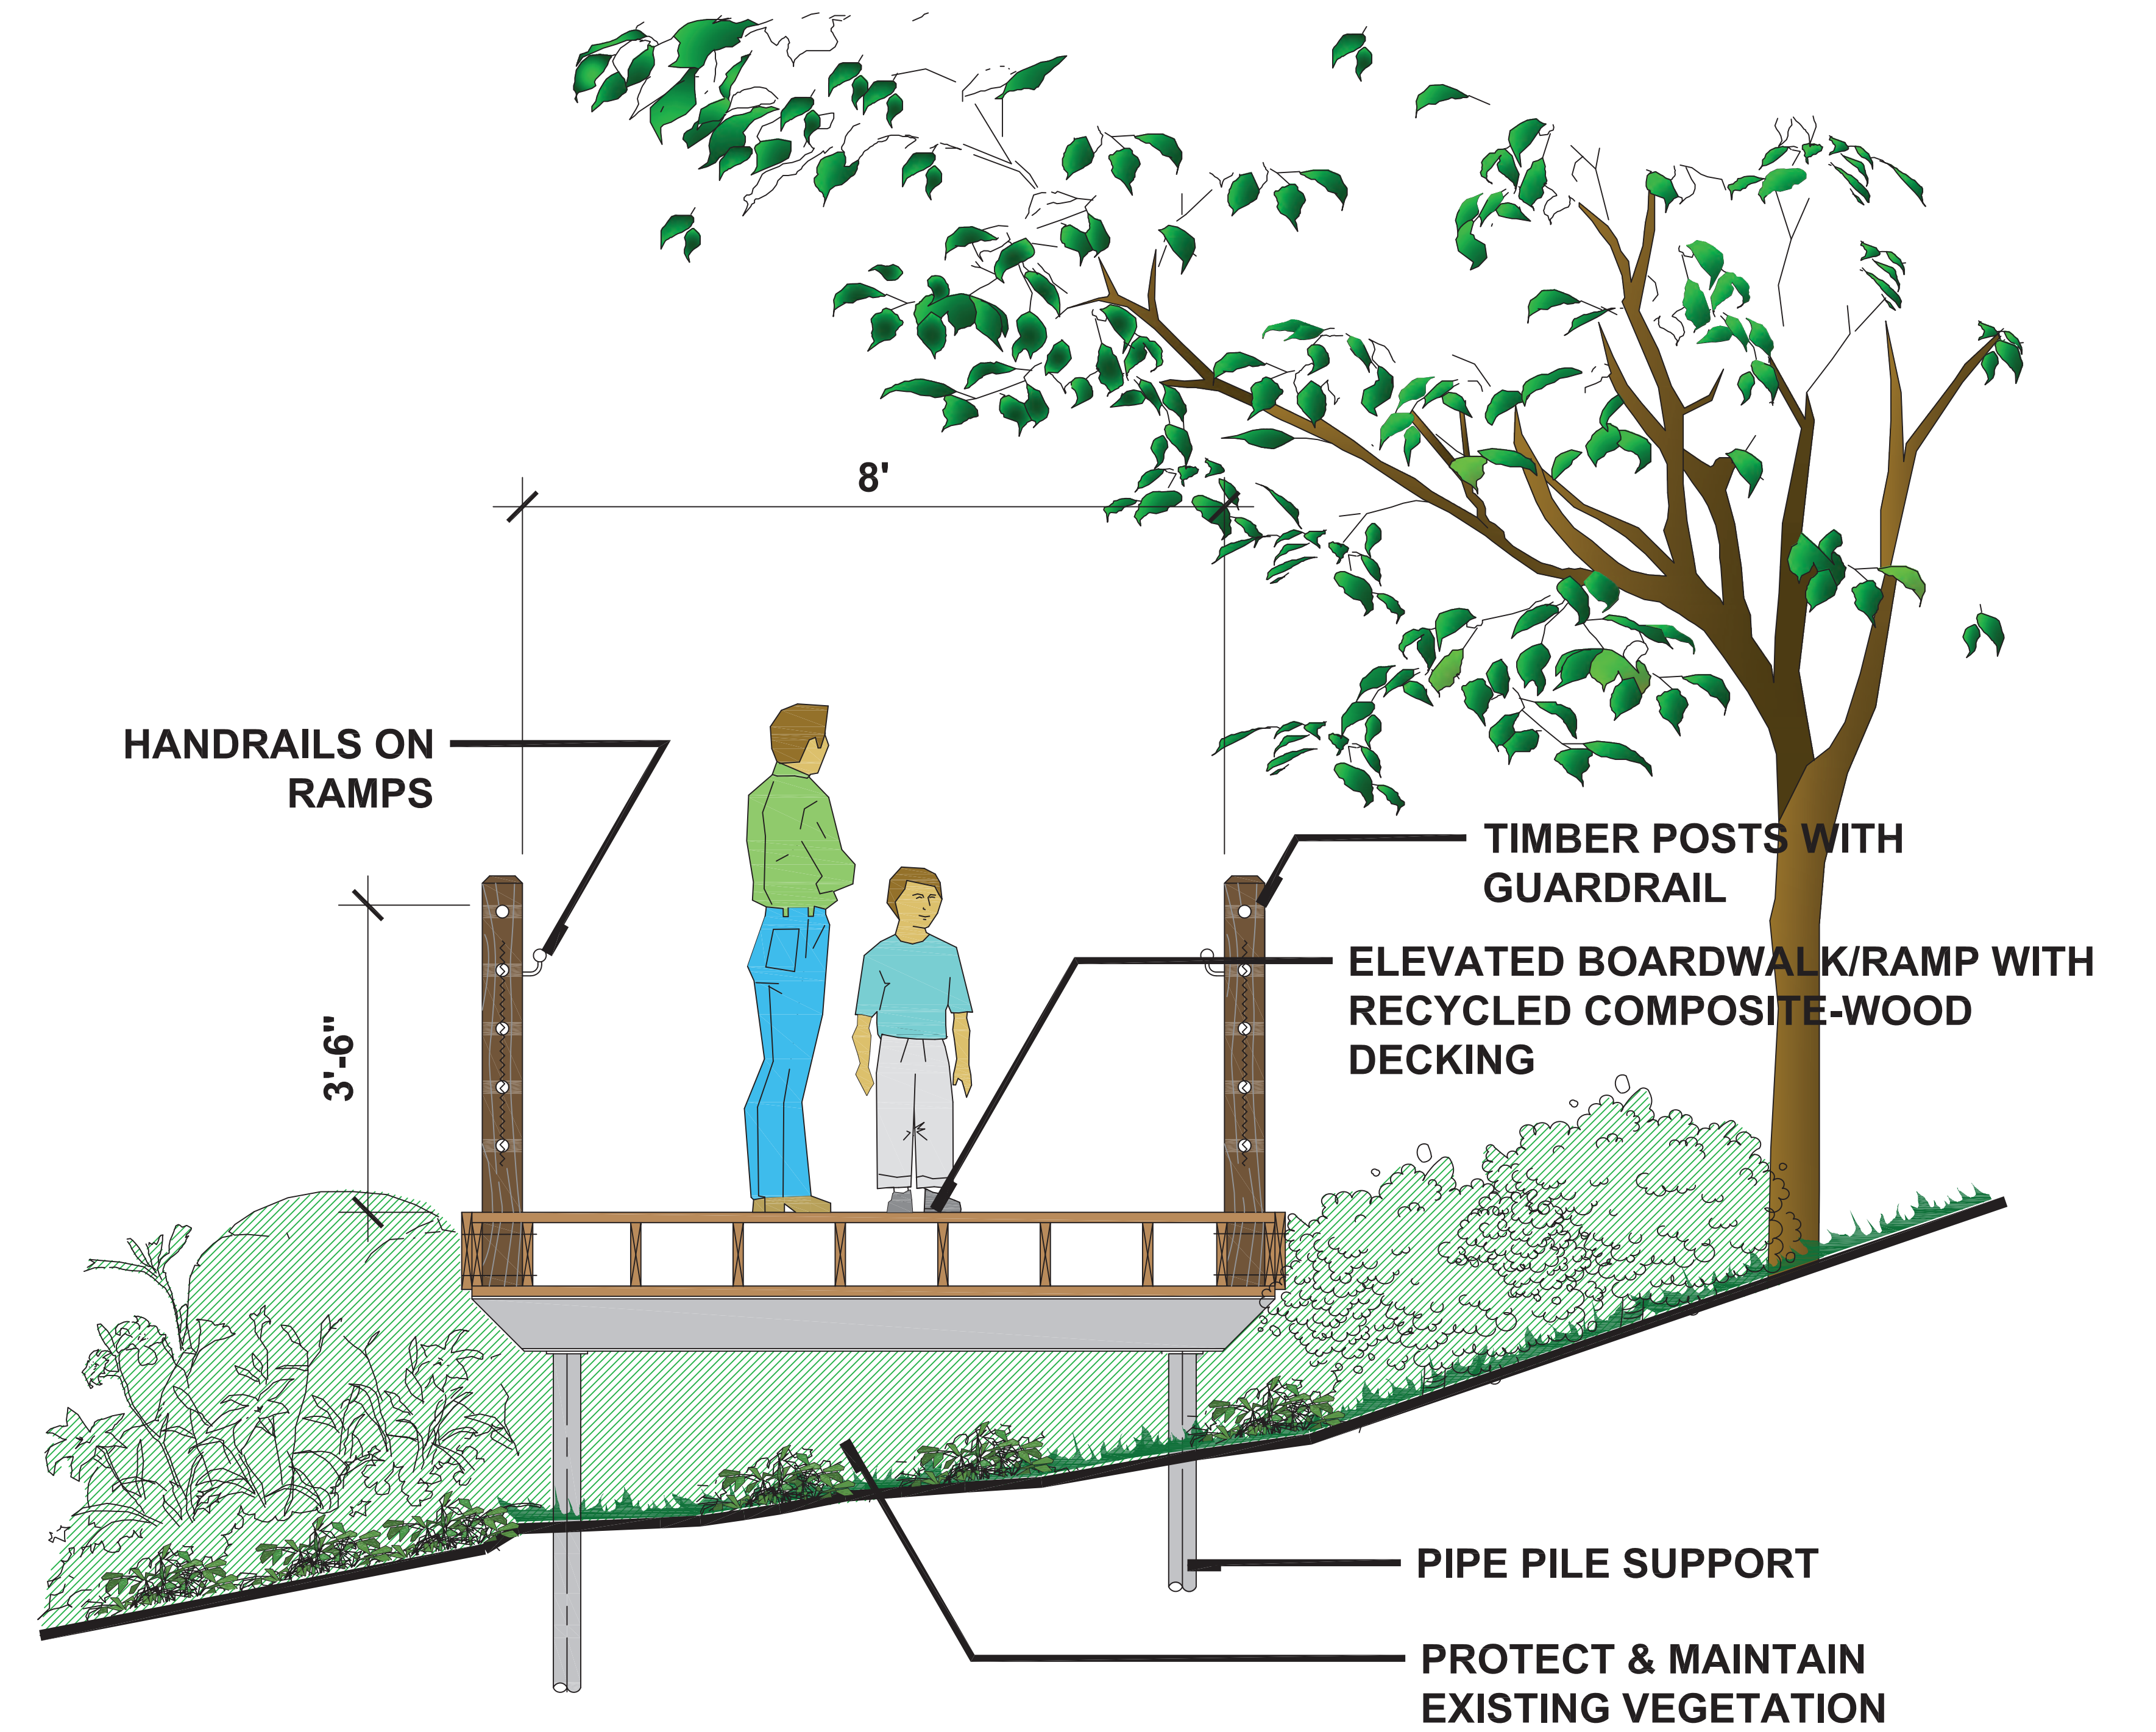 8'
HANDRAILS ON
RAMPS
TIMBER POSTS WITH
GUARDRAIL
ELEVATED BOARDWALK/RAMP WITH
RECYCLED COMPOSITE-WOOD
DECKING
3'-6"
PIPE PILE SUPPORT
PROTECT & MAINTAIN
EXISTING VEGETATION